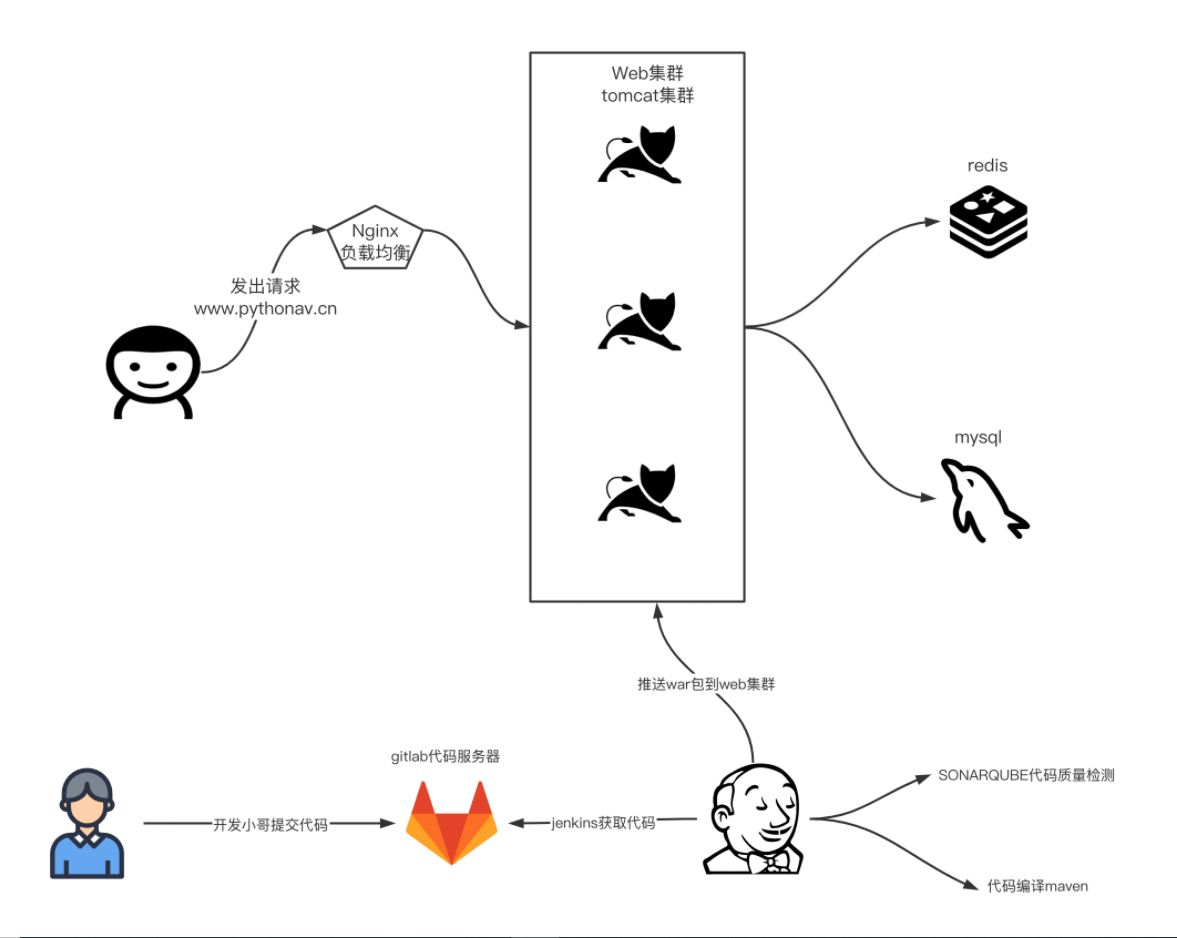 Web集群
tomcat集群
redis
Nginx
负载均衡
发出请求
www.pythonav.cn
mysql
推送war包到web集群
gitlab代码服务器
SONARQUBE代码质量检测
开发小哥提交代码
jenkins获取代码
代码编译maven